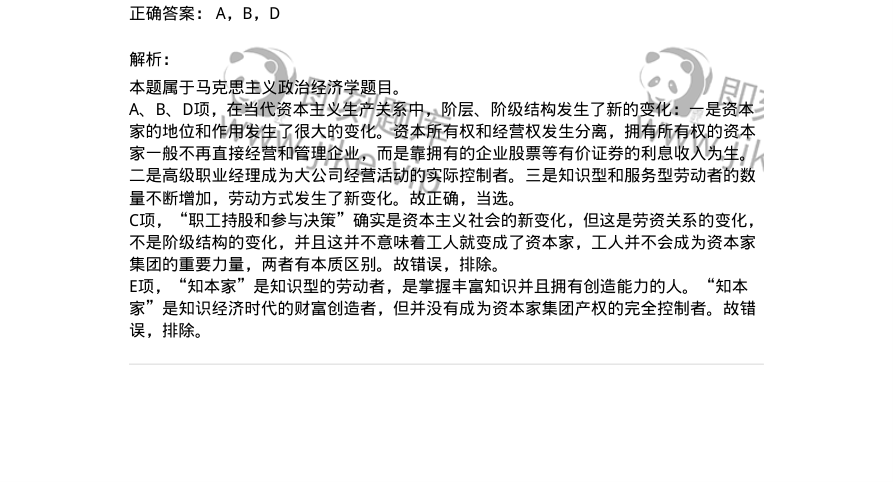 正确答案： A，B，D
解析：
本题属于马克思主义政治经济学题目。
A、B、D项，在当代资本主义生产关系中，阶层、阶级结构发生了新的变化：一是资本
家的地位和作用发生了很大的变化。资本所有权和经营权发生分离，拥有所有权的资本
家一般不再直接经营和管理企业，而是靠拥有的企业股票等有价证券的利息收入为生。
二是高级职业经理成为大公司经营活动的实际控制者。三是知识型和服务型劳动者的数
量不断增加，劳动方式发生了新变化。故正确，当选。
C项，“职工持股和参与决策”确实是资本主义社会的新变化，但这是劳资关系的变化，
不是阶级结构的变化，并且这并不意味着工人就变成了资本家，工人并不会成为资本家
集团的重要力量，两者有本质区别。故错误，排除。
E项，“知本家”是知识型的劳动者，是掌握丰富知识并且拥有创造能力的人。“知本
家”是知识经济时代的财富创造者，但并没有成为资本家集团产权的完全控制者。故错
误，排除。
即刻题库
www.jike.vip